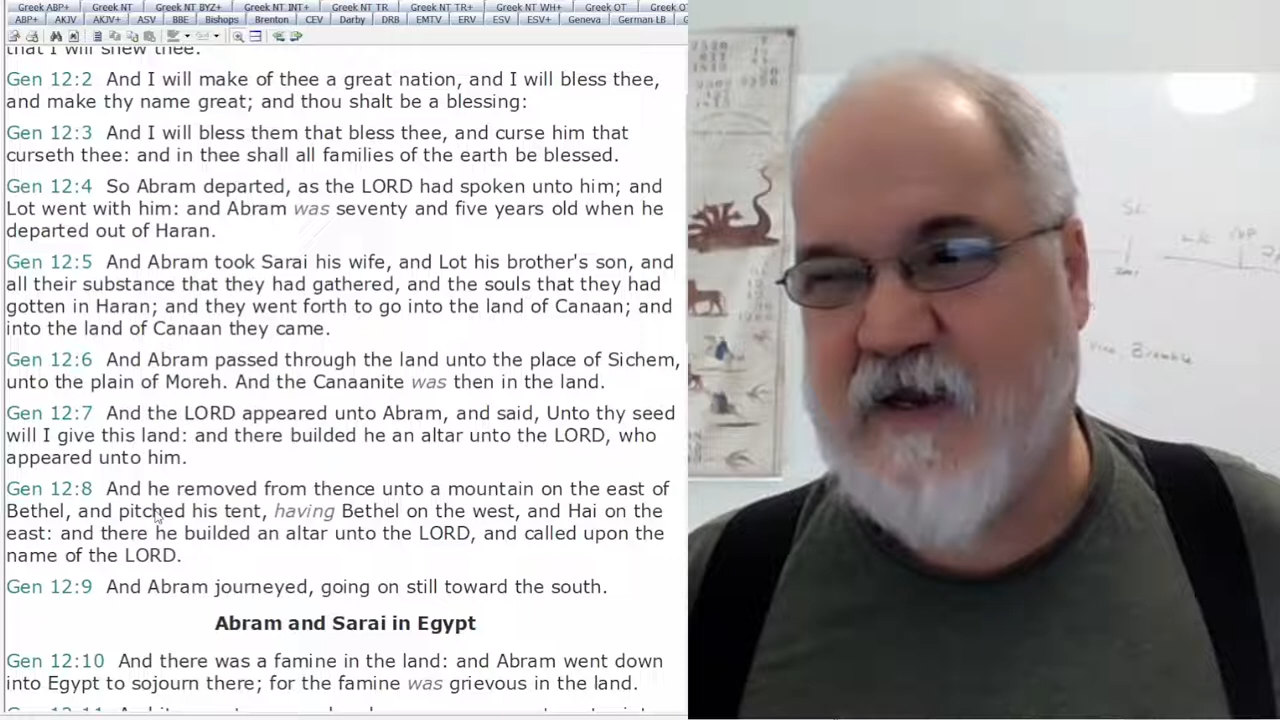 Greek ABP+ Greek NT Greek NT BYZ+ Greek NT INT+ Greek NT TR Greek NT TR+ Greek NT WH+ Greek OT
ABP+ AKJV AKJV+ ASV BBE Bishops Brenton CEV Darby DRB EMTV ERV ESV ESV+ Geneva German LB
that I will shew thee.
Gen 12:2 And I will make of thee a great nation, and I will bless thee,
and make thy name great; and thou shalt be a blessing:
Gen 12:3 And I will bless them that bless thee, and curse him that
curseth thee: and in thee shall all families of the earth be blessed.
Gen 12:4 So Abram departed, as the LORD had spoken unto him; and
Lot went with him: and Abram was seventy and five years old when he
departed out of Haran.
Gen 12:5 And Abram took Sarai his wife, and Lot his brother's son, and
all their substance that they had gathered, and the souls that they had
gotten in Haran; and they went forth to go into the land of Canaan; and
into the land of Canaan they came.
Gen 12:6 And Abram passed through the land unto the place of Sichem,
unto the plain of Moreh. And the Canaanite was then in the land.
Gen 12:7 And the LORD appeared unto Abram, and said, Unto thy seed
will I give this land: and there builded he an altar unto the LORD, who
appeared unto him.
Gen 12:8 And he removed from thence unto a mountain on the east of
Bethel, and pitched his tent, having Bethel on the west, and Hai on the
east: and there he builded an altar unto the LORD, and called upon the
name of the LORD.
Gen 12:9 And Abram journeyed, going on still toward the south.
Abram and Sarai in Egypt
Gen 12:10 And there was a famine in the land: and Abram went down
into Egypt to sojourn there; for the famine was grievous in the land.
Bramble